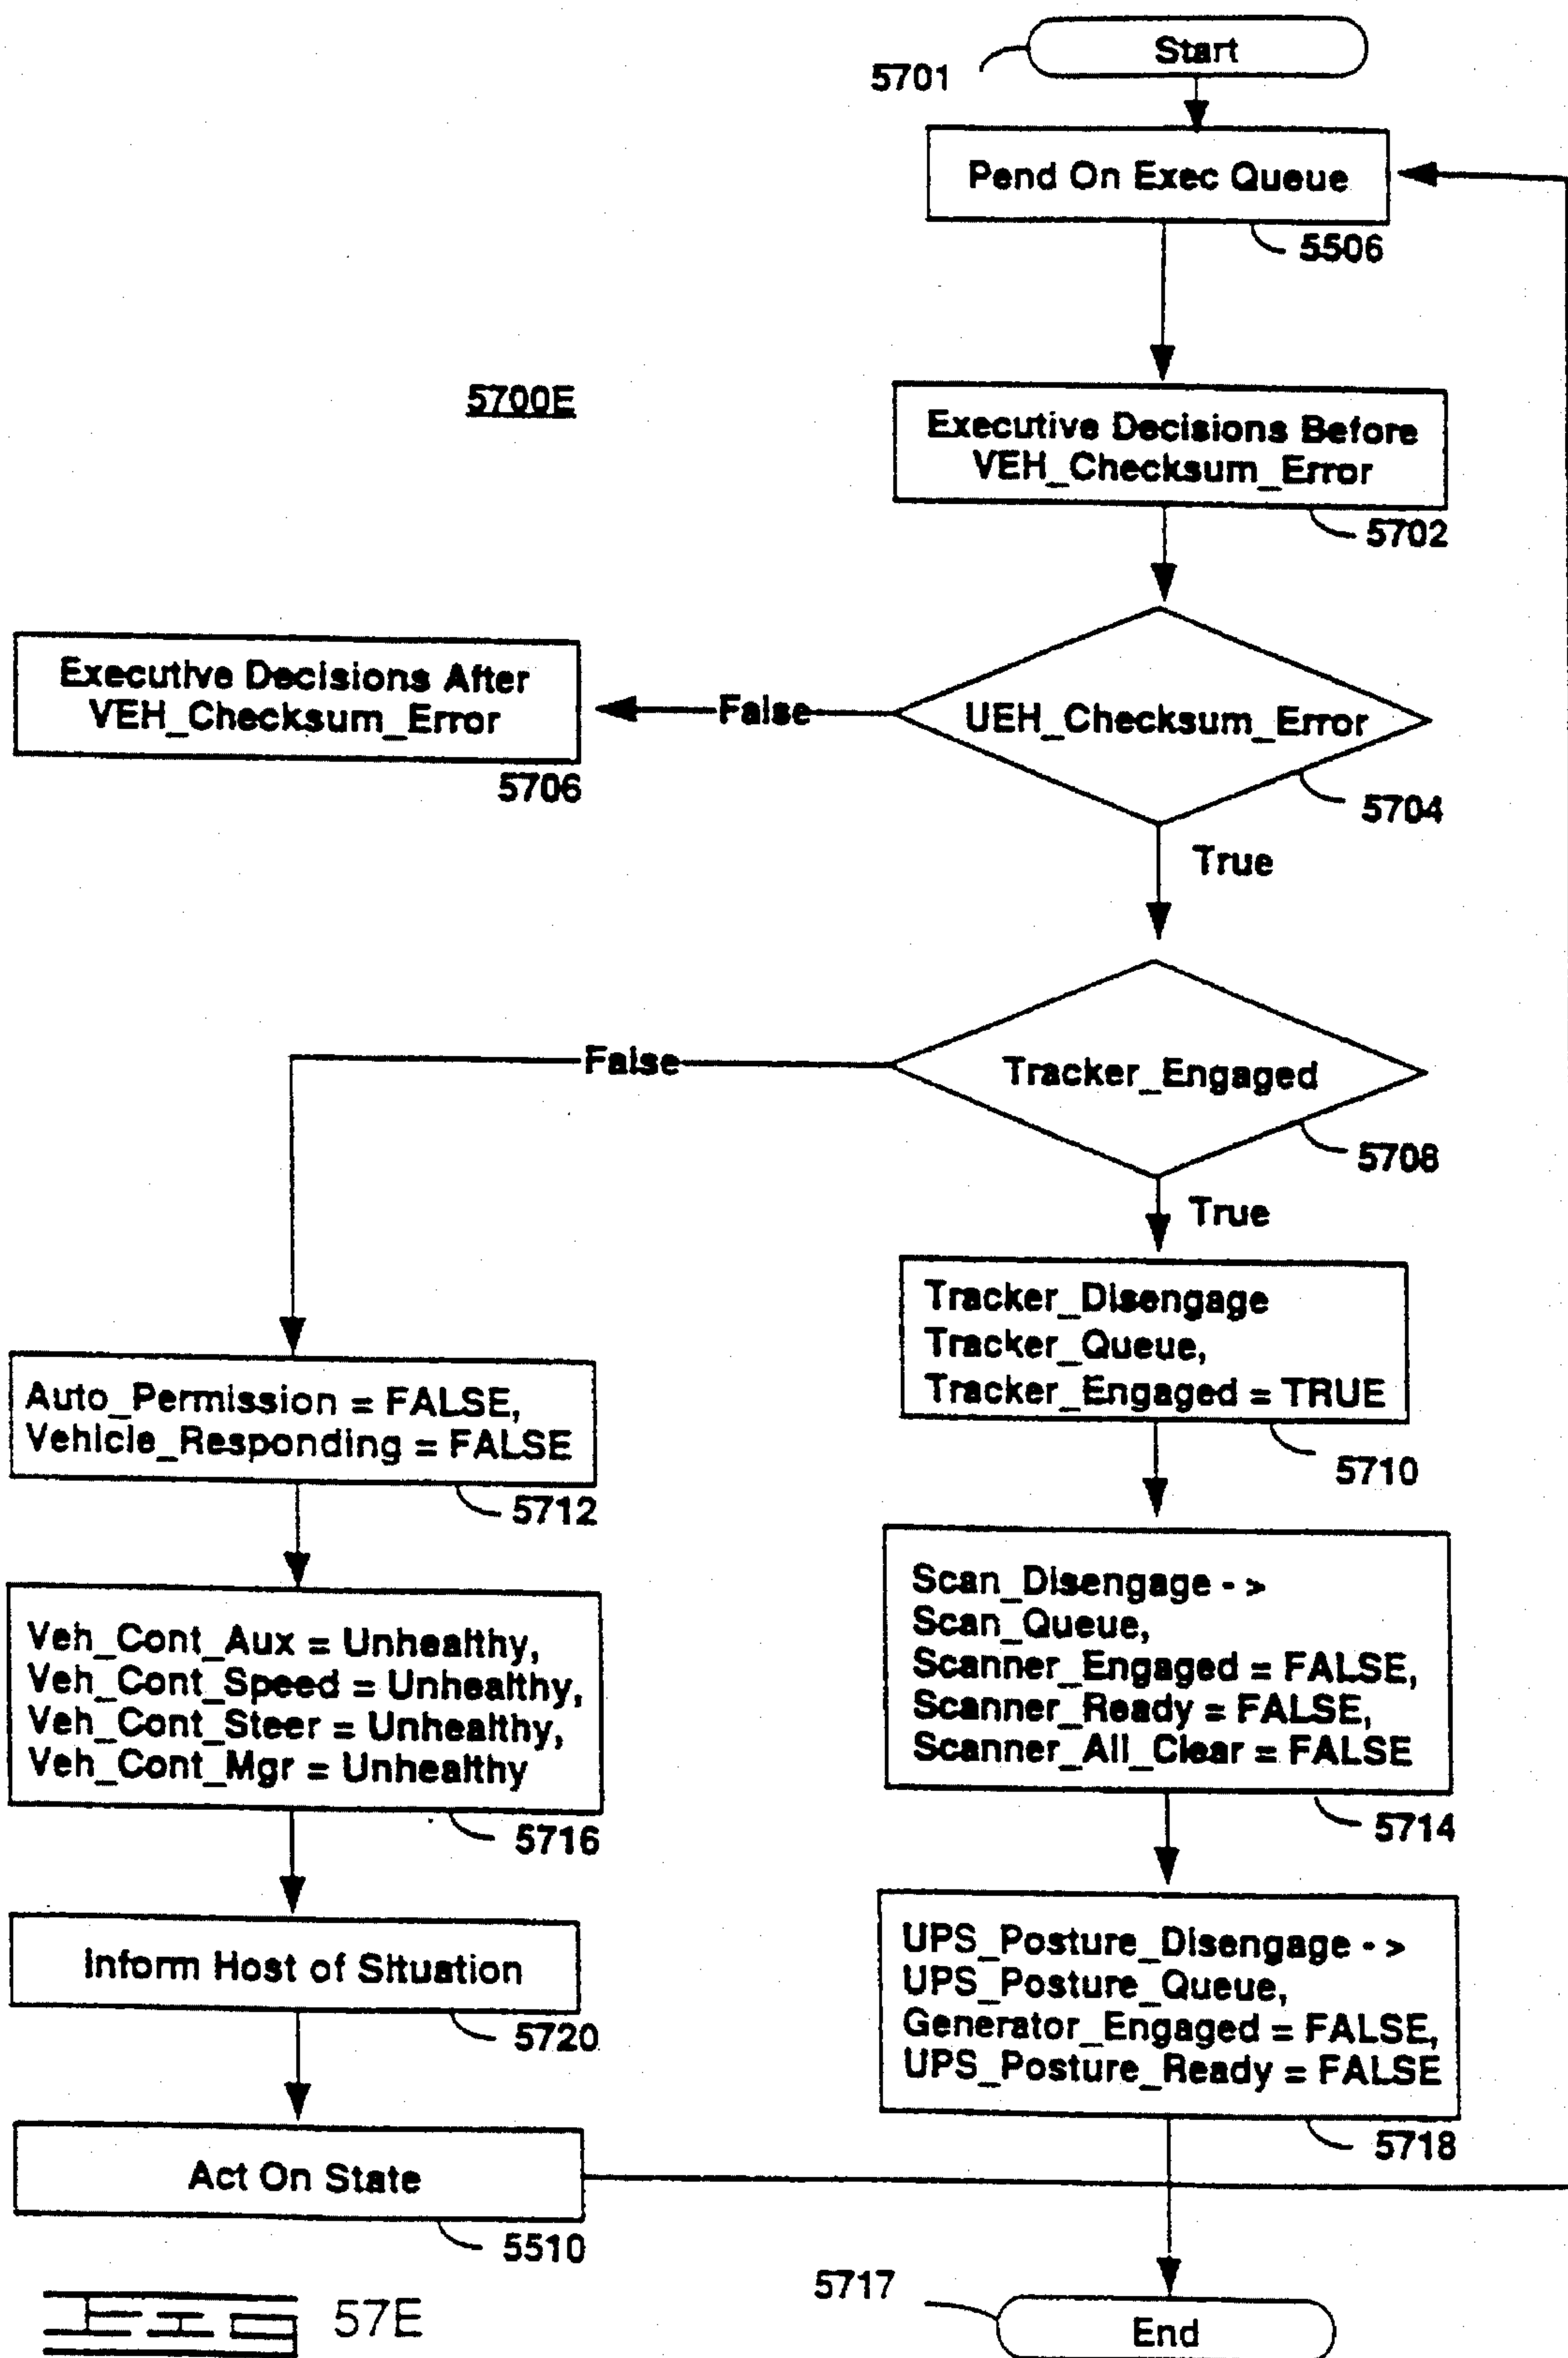 Start
5701
Pend On Exec Queue
5506
5700E
Executive Decisions Before
VEH_Checksum_Error
5702
Executive Decisions After
VEH_Checksum_Error
5706
False
UEH_Checksum_Error
5704
True
False
Tracker_Engaged
5708
True
Tracker_Disengage
Tracker_Queue,
Tracker_Engaged = TRUE
5710
Auto_Permission = FALSE,
Vehicle_Responding = FALSE
5712
Scan_Disengage - >
Scan_Queue,
Scanner_Engaged = FALSE,
Scanner_Ready = FALSE,
Scanner_All_Clear = FALSE
5714
Veh_Cont_Aux = Unhealthy,
Veh_Cont_Speed = Unhealthy,
Veh_Cont_Steer = Unhealthy,
Veh_Cont_Mgr = Unhealthy
5716
UPS_Posture_Disengage - >
UPS_Posture_Queue,
Generator_Engaged = FALSE,
UPS_Posture_Ready = FALSE
5718
Inform Host of Situation
5720
Act On State
5510
5717
End
FIG 57E